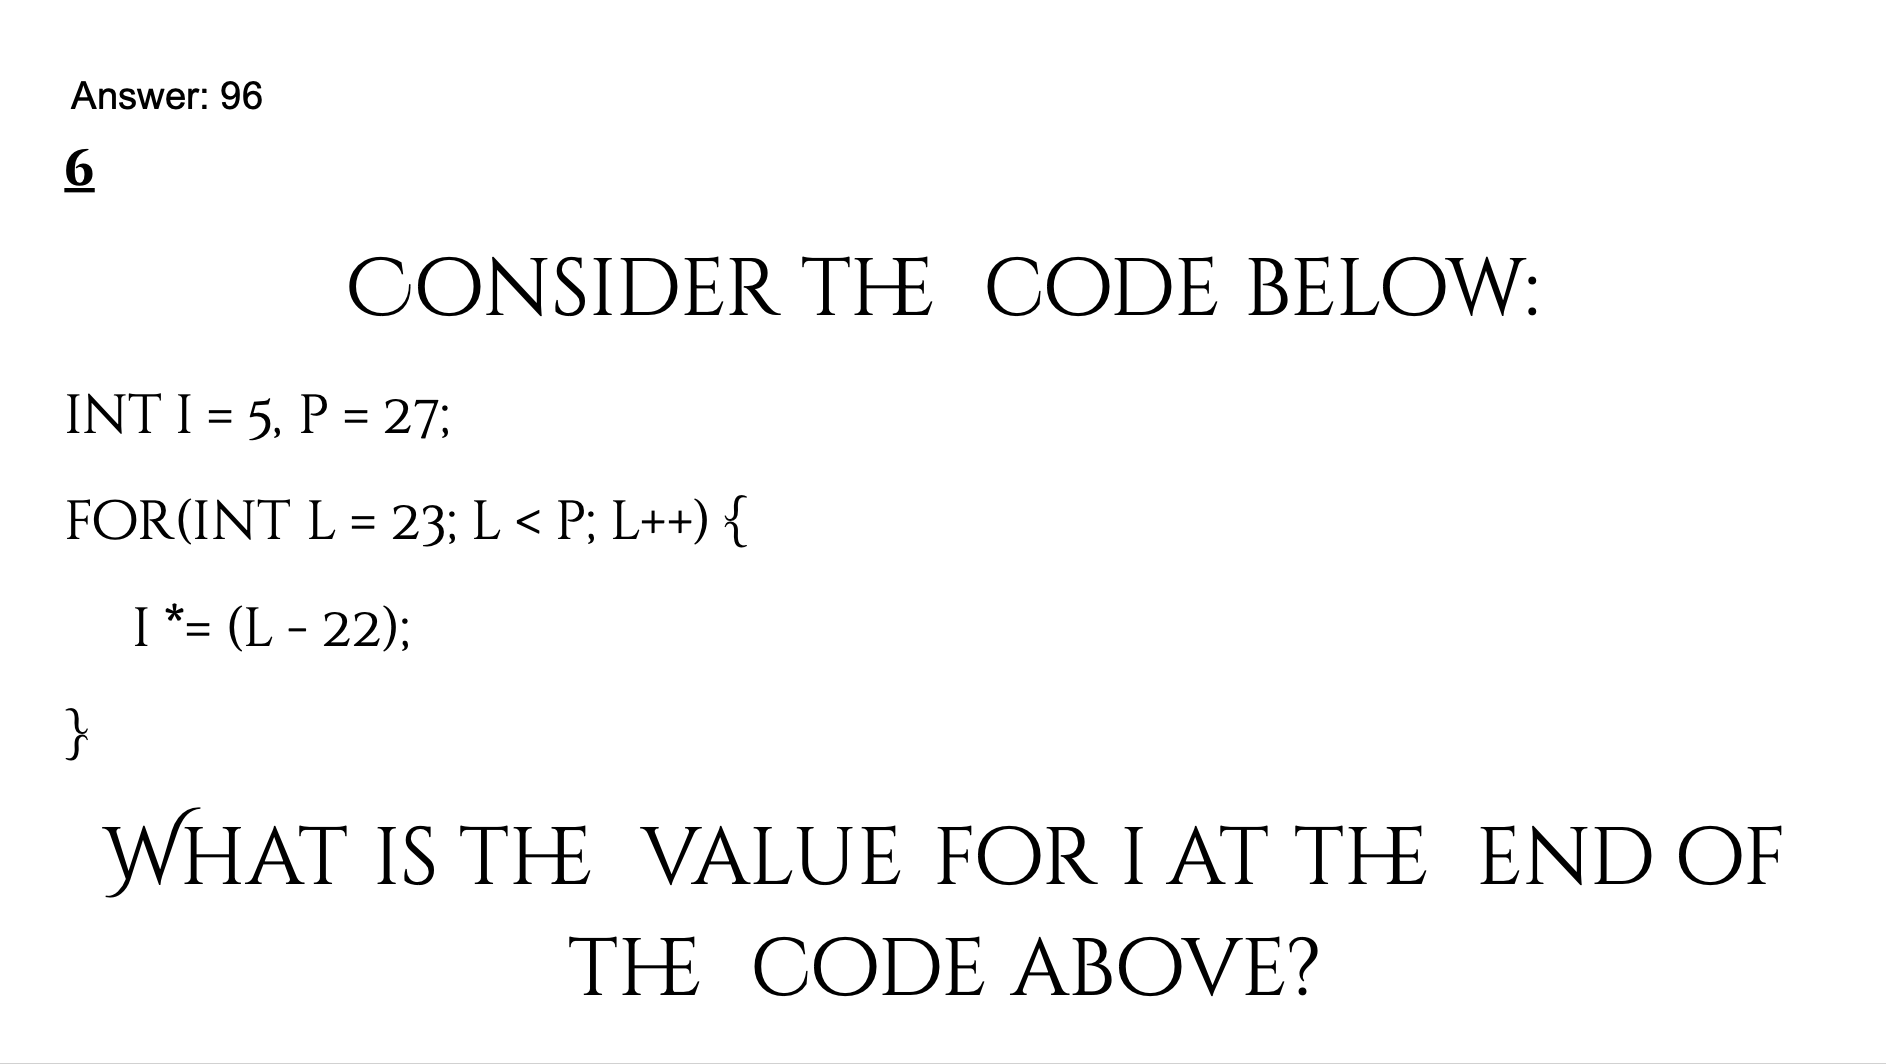 Answer: 96
6
Consider the code below:
int i = 5, p = 27;
for(int l = 23; l < p; l++) {
i *= (l - 22);
}
What is the value for i at the end of
the code above?